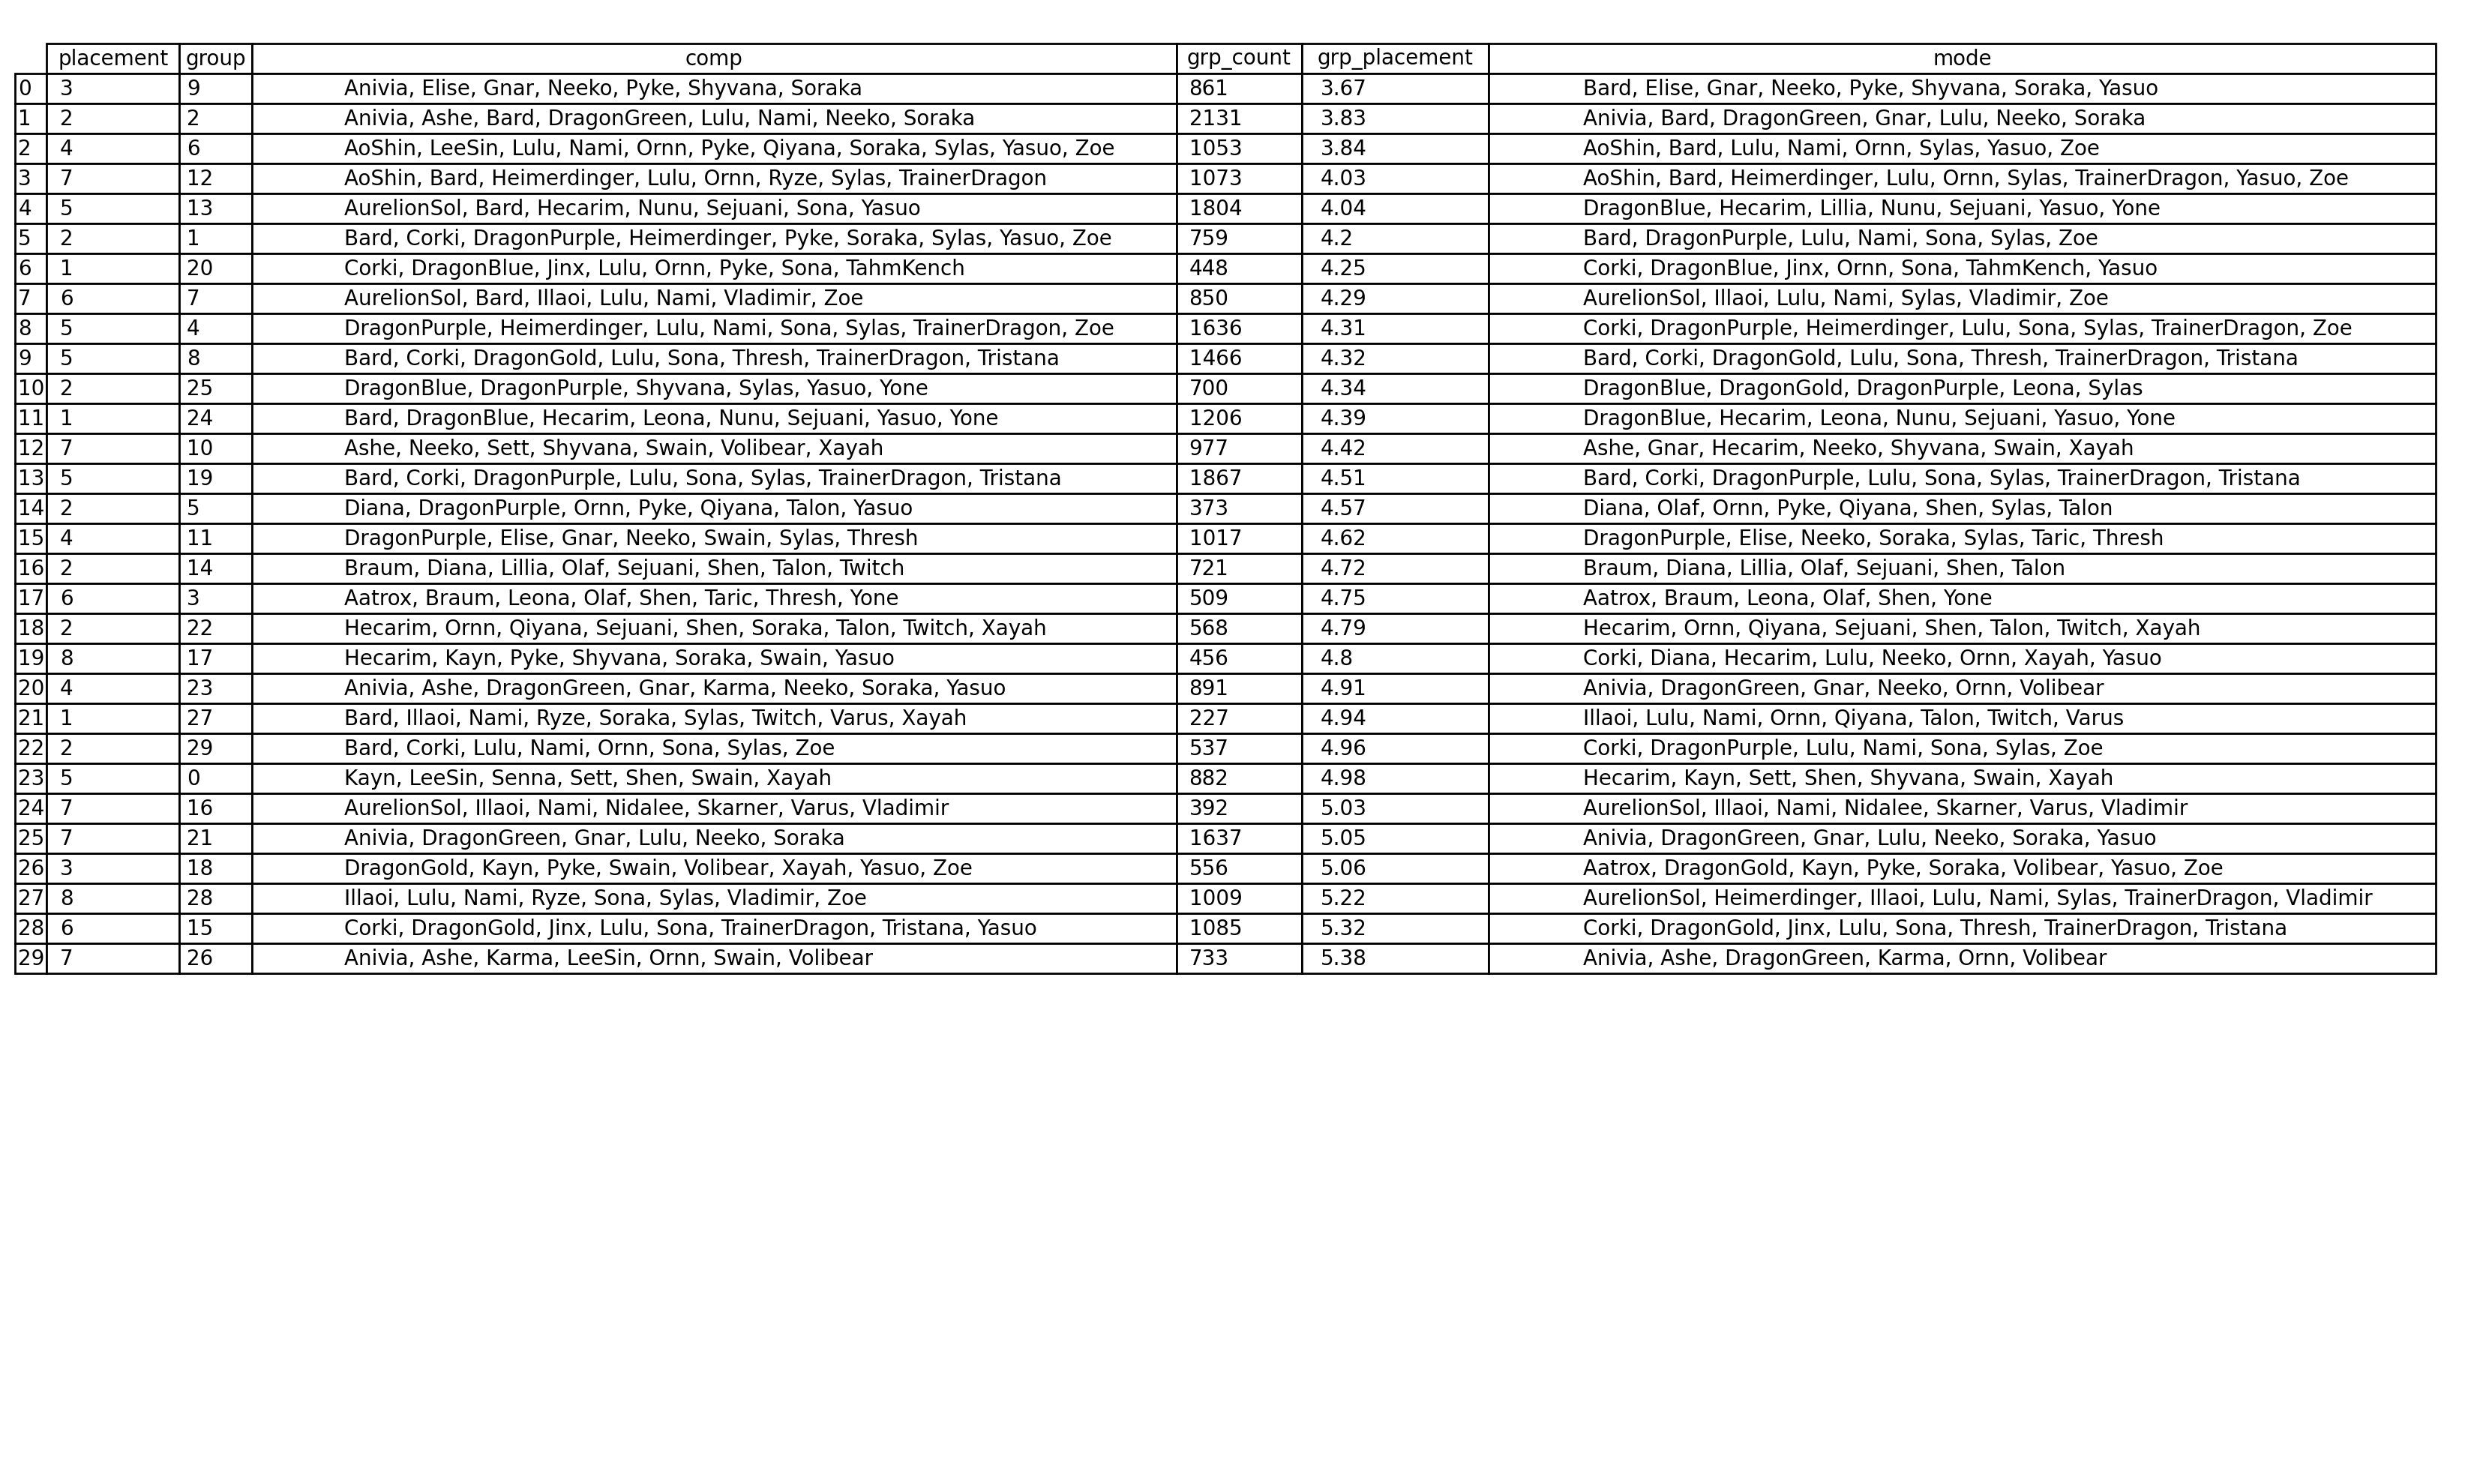 placement group comp grp_count grp_placement mode
0 3 9 Anivia, Elise, Gnar, Neeko, Pyke, Shyvana, Soraka 861 3.67 Bard, Elise, Gnar, Neeko, Pyke, Shyvana, Soraka, Yasuo
1 2 2 Anivia, Ashe, Bard, DragonGreen, Lulu, Nami, Neeko, Soraka 2131 3.83 Anivia, Bard, DragonGreen, Gnar, Lulu, Neeko, Soraka
2 4 6 AoShin, LeeSin, Lulu, Nami, Ornn, Pyke, Qiyana, Soraka, Sylas, Yasuo, Zoe 1053 3.84 AoShin, Bard, Lulu, Nami, Ornn, Sylas, Yasuo, Zoe
3 7 12 AoShin, Bard, Heimerdinger, Lulu, Ornn, Ryze, Sylas, TrainerDragon 1073 4.03 AoShin, Bard, Heimerdinger, Lulu, Ornn, Sylas, TrainerDragon, Yasuo, Zoe
4 5 13 AurelionSol, Bard, Hecarim, Nunu, Sejuani, Sona, Yasuo 1804 4.04 DragonBlue, Hecarim, Lillia, Nunu, Sejuani, Yasuo, Yone
5 2 1 Bard, Corki, DragonPurple, Heimerdinger, Pyke, Soraka, Sylas, Yasuo, Zoe 759 4.2 Bard, DragonPurple, Lulu, Nami, Sona, Sylas, Zoe
6 1 20 Corki, DragonBlue, Jinx, Lulu, Ornn, Pyke, Sona, TahmKench 448 4.25 Corki, DragonBlue, Jinx, Ornn, Sona, TahmKench, Yasuo
7 6 7 AurelionSol, Bard, Illaoi, Lulu, Nami, Vladimir, Zoe 850 4.29 AurelionSol, Illaoi, Lulu, Nami, Sylas, Vladimir, Zoe
8 5 4 DragonPurple, Heimerdinger, Lulu, Nami, Sona, Sylas, TrainerDragon, Zoe 1636 4.31 Corki, DragonPurple, Heimerdinger, Lulu, Sona, Sylas, TrainerDragon, Zoe
9 5 8 Bard, Corki, DragonGold, Lulu, Sona, Thresh, TrainerDragon, Tristana 1466 4.32 Bard, Corki, DragonGold, Lulu, Sona, Thresh, TrainerDragon, Tristana
10 2 25 DragonBlue, DragonPurple, Shyvana, Sylas, Yasuo, Yone 700 4.34 DragonBlue, DragonGold, DragonPurple, Leona, Sylas
11 1 24 Bard, DragonBlue, Hecarim, Leona, Nunu, Sejuani, Yasuo, Yone 1206 4.39 DragonBlue, Hecarim, Leona, Nunu, Sejuani, Yasuo, Yone
12 7 10 Ashe, Neeko, Sett, Shyvana, Swain, Volibear, Xayah 977 4.42 Ashe, Gnar, Hecarim, Neeko, Shyvana, Swain, Xayah
13 5 19 Bard, Corki, DragonPurple, Lulu, Sona, Sylas, TrainerDragon, Tristana 1867 4.51 Bard, Corki, DragonPurple, Lulu, Sona, Sylas, TrainerDragon, Tristana
14 2 5 Diana, DragonPurple, Ornn, Pyke, Qiyana, Talon, Yasuo 373 4.57 Diana, Olaf, Ornn, Pyke, Qiyana, Shen, Sylas, Talon
15 4 11 DragonPurple, Elise, Gnar, Neeko, Swain, Sylas, Thresh 1017 4.62 DragonPurple, Elise, Neeko, Soraka, Sylas, Taric, Thresh
16 2 14 Braum, Diana, Lillia, Olaf, Sejuani, Shen, Talon, Twitch 721 4.72 Braum, Diana, Lillia, Olaf, Sejuani, Shen, Talon
17 6 3 Aatrox, Braum, Leona, Olaf, Shen, Taric, Thresh, Yone 509 4.75 Aatrox, Braum, Leona, Olaf, Shen, Yone
18 2 22 Hecarim, Ornn, Qiyana, Sejuani, Shen, Soraka, Talon, Twitch, Xayah 568 4.79 Hecarim, Ornn, Qiyana, Sejuani, Shen, Talon, Twitch, Xayah
19 8 17 Hecarim, Kayn, Pyke, Shyvana, Soraka, Swain, Yasuo 456 4.8 Corki, Diana, Hecarim, Lulu, Neeko, Ornn, Xayah, Yasuo
20 4 23 Anivia, Ashe, DragonGreen, Gnar, Karma, Neeko, Soraka, Yasuo 891 4.91 Anivia, DragonGreen, Gnar, Neeko, Ornn, Volibear
21 1 27 Bard, Illaoi, Nami, Ryze, Soraka, Sylas, Twitch, Varus, Xayah 227 4.94 Illaoi, Lulu, Nami, Ornn, Qiyana, Talon, Twitch, Varus
22 2 29 Bard, Corki, Lulu, Nami, Ornn, Sona, Sylas, Zoe 537 4.96 Corki, DragonPurple, Lulu, Nami, Sona, Sylas, Zoe
23 5 0 Kayn, LeeSin, Senna, Sett, Shen, Swain, Xayah 882 4.98 Hecarim, Kayn, Sett, Shen, Shyvana, Swain, Xayah
24 7 16 AurelionSol, Illaoi, Nami, Nidalee, Skarner, Varus, Vladimir 392 5.03 AurelionSol, Illaoi, Nami, Nidalee, Skarner, Varus, Vladimir
25 7 21 Anivia, DragonGreen, Gnar, Lulu, Neeko, Soraka 1637 5.05 Anivia, DragonGreen, Gnar, Lulu, Neeko, Soraka, Yasuo
26 3 18 DragonGold, Kayn, Pyke, Swain, Volibear, Xayah, Yasuo, Zoe 556 5.06 Aatrox, DragonGold, Kayn, Pyke, Soraka, Volibear, Yasuo, Zoe
27 8 28 Illaoi, Lulu, Nami, Ryze, Sona, Sylas, Vladimir, Zoe 1009 5.22 AurelionSol, Heimerdinger, Illaoi, Lulu, Nami, Sylas, TrainerDragon, Vladimir
28 6 15 Corki, DragonGold, Jinx, Lulu, Sona, TrainerDragon, Tristana, Yasuo 1085 5.32 Corki, DragonGold, Jinx, Lulu, Sona, Thresh, TrainerDragon, Tristana
29 7 26 Anivia, Ashe, Karma, LeeSin, Ornn, Swain, Volibear 733 5.38 Anivia, Ashe, DragonGreen, Karma, Ornn, Volibear